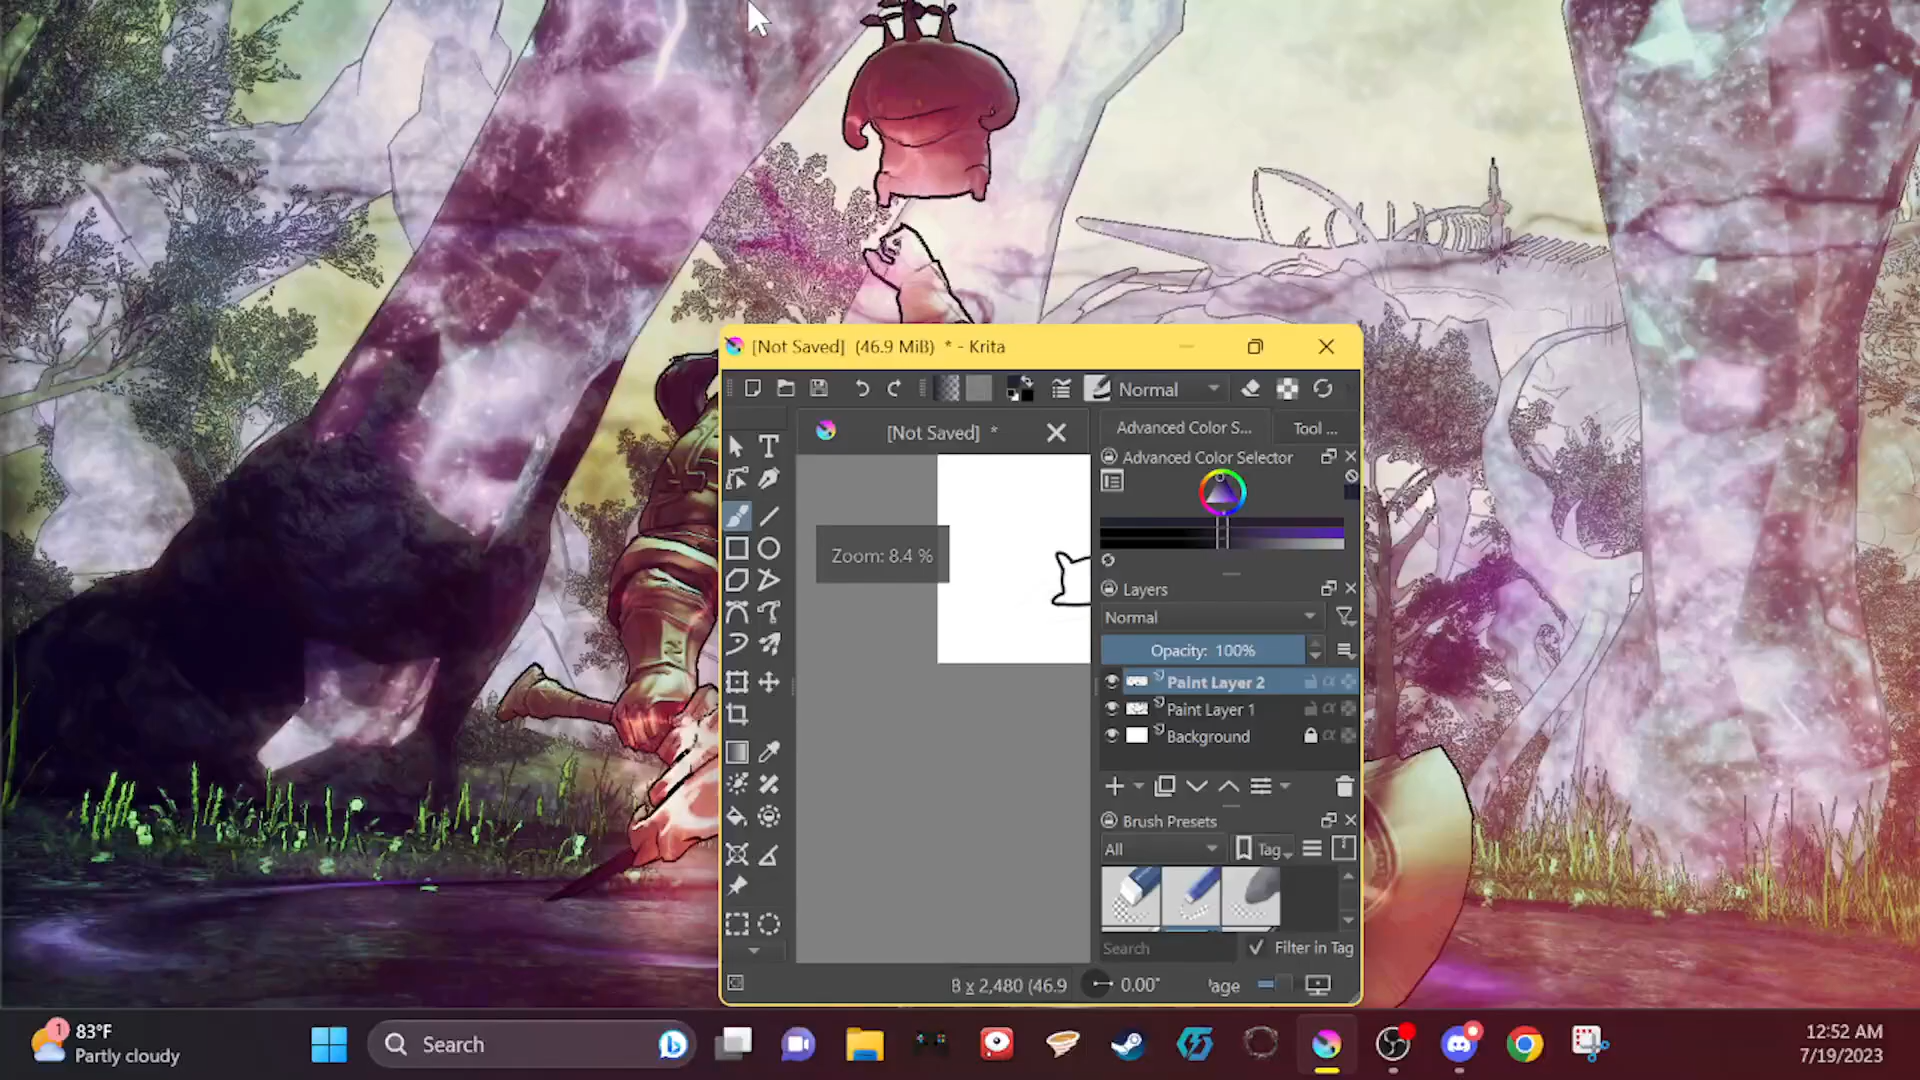 [Not Saved]  (46.9 MiB)  * - Krita
Normal
[Not Saved]  *
Advanced Color S...
Tool ...
Advanced Color Selector
Zoom: 8.4 %
Layers
Normal
Opacity:  100%
Paint Layer 2
Paint Layer 1
Background
Brush Presets
All
Tag
Search
Filter in Tag
8 x 2,480 (46.9
0.00°
age
1
83°F
Partly cloudy
Search
12:52 AM
7/19/2023